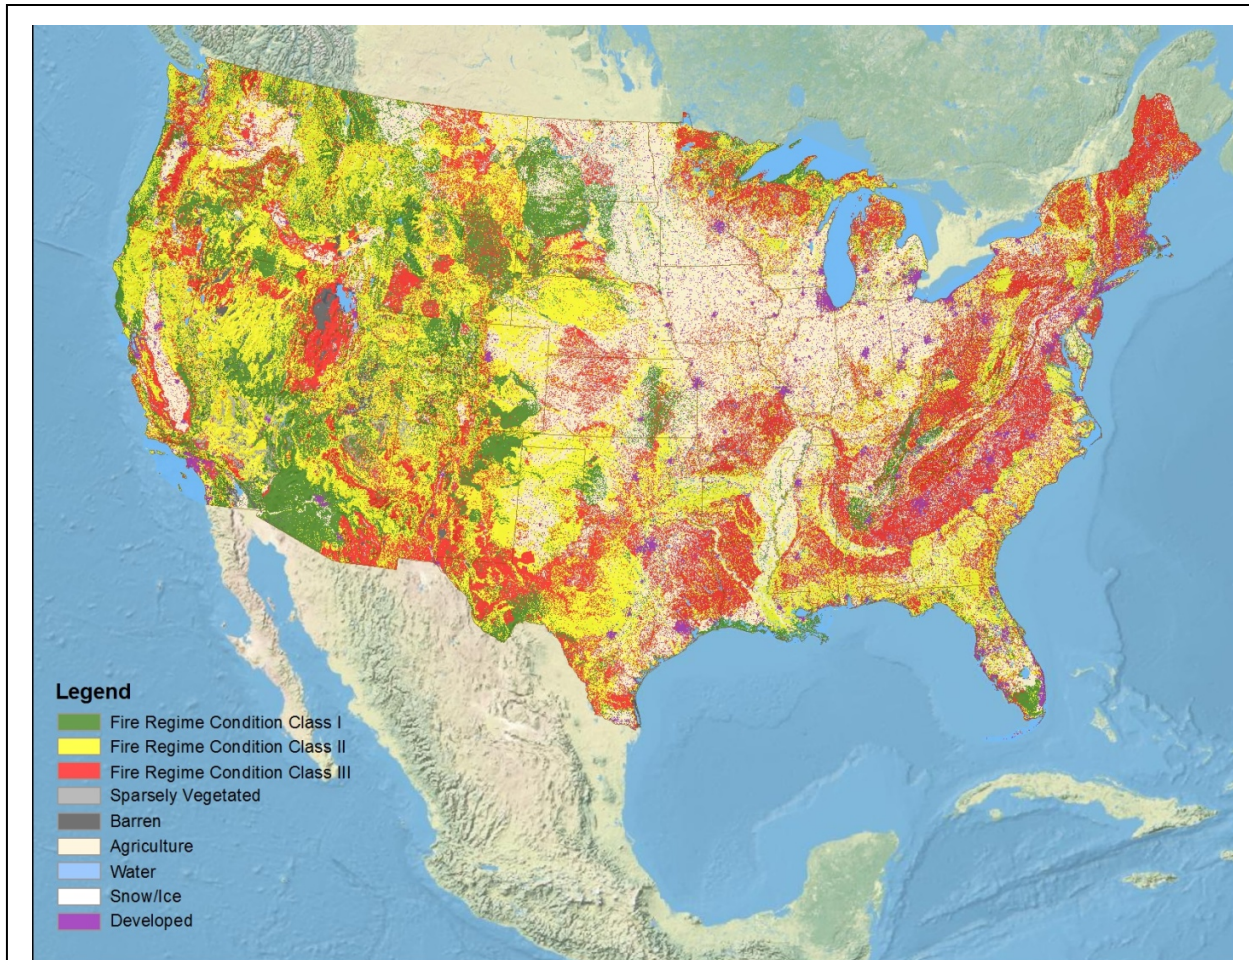 Legend
Fire Regime Condition Class I
Fire Regime Condition Class II
Fire Regime Condition Class III
Sparsely Vegetated
Barren
Agriculture
Water
Snow/Ice
Developed